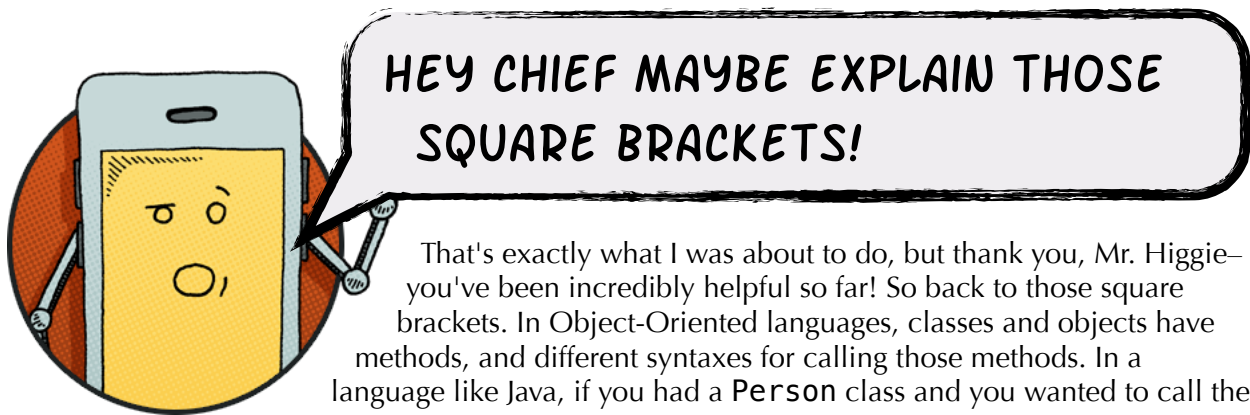 HEY CHIEF MAYBE EXPLAIN THOSE
SQUARE BRACKETS!
That's exactly what I was about to do, but thank you, Mr. Higgie–
you've been incredibly helpful so far! So back to those square
brackets. In Object-Oriented languages, classes and objects have
methods, and different syntaxes for calling those methods. In a
language like Java, if you had a Person class and you wanted to call the